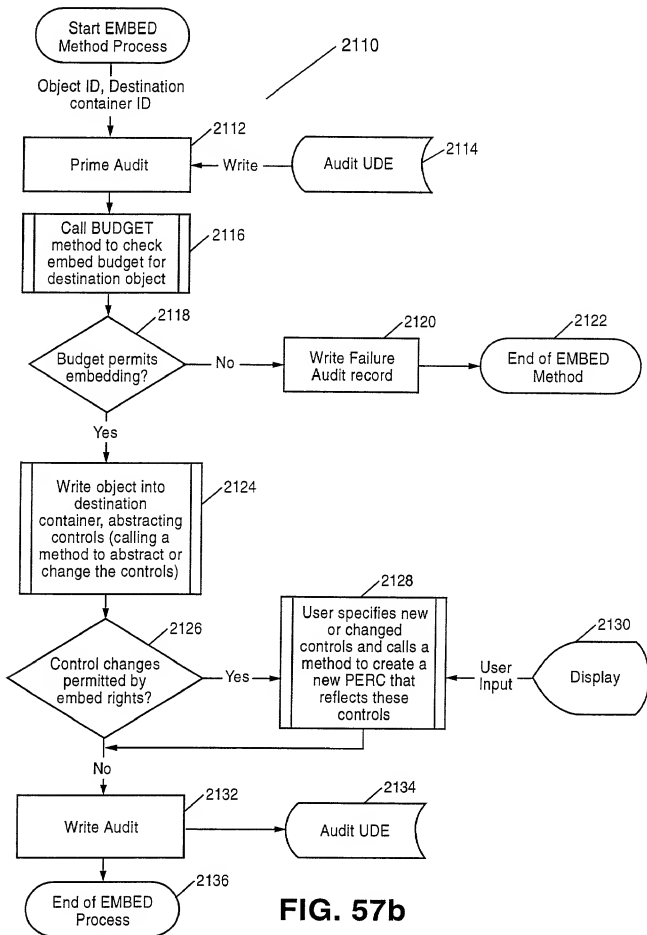 Start EMBED
Method Process
2110
Object ID, Destination
container ID
2112
Prime Audit
Write
Audit UDE
2114
Call BUDGET
method to check
embed budget for
destination object
2116
2118
Budget permits
embedding?
No
2120
Write Failure
Audit record
2122
End of EMBED
Method
Yes
Write object into
destination
container, abstracting
controls (calling a
method to abstract or
change the controls)
2124
2126
Control changes
permitted by
embed rights?
Yes
2128
User specifies new
or changed
controls and calls a
method to create a
new PERC that
reflects these
controls
User
Input
2130
Display
No
2132
Write Audit
2134
Audit UDE
2136
End of EMBED
Process
FIG. 57b